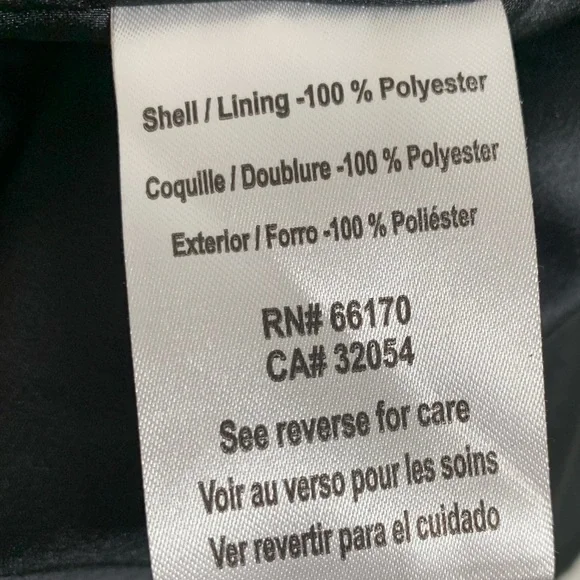 Shell / Lining -100 % Polyester
Coquille / Doublure -100 % Polyester
Exterior / Forro -100 % Poliéster
RN# 66170
CA# 32054
See reverse for care
Voir au verso pour les soins
Ver revertir para el cuidado